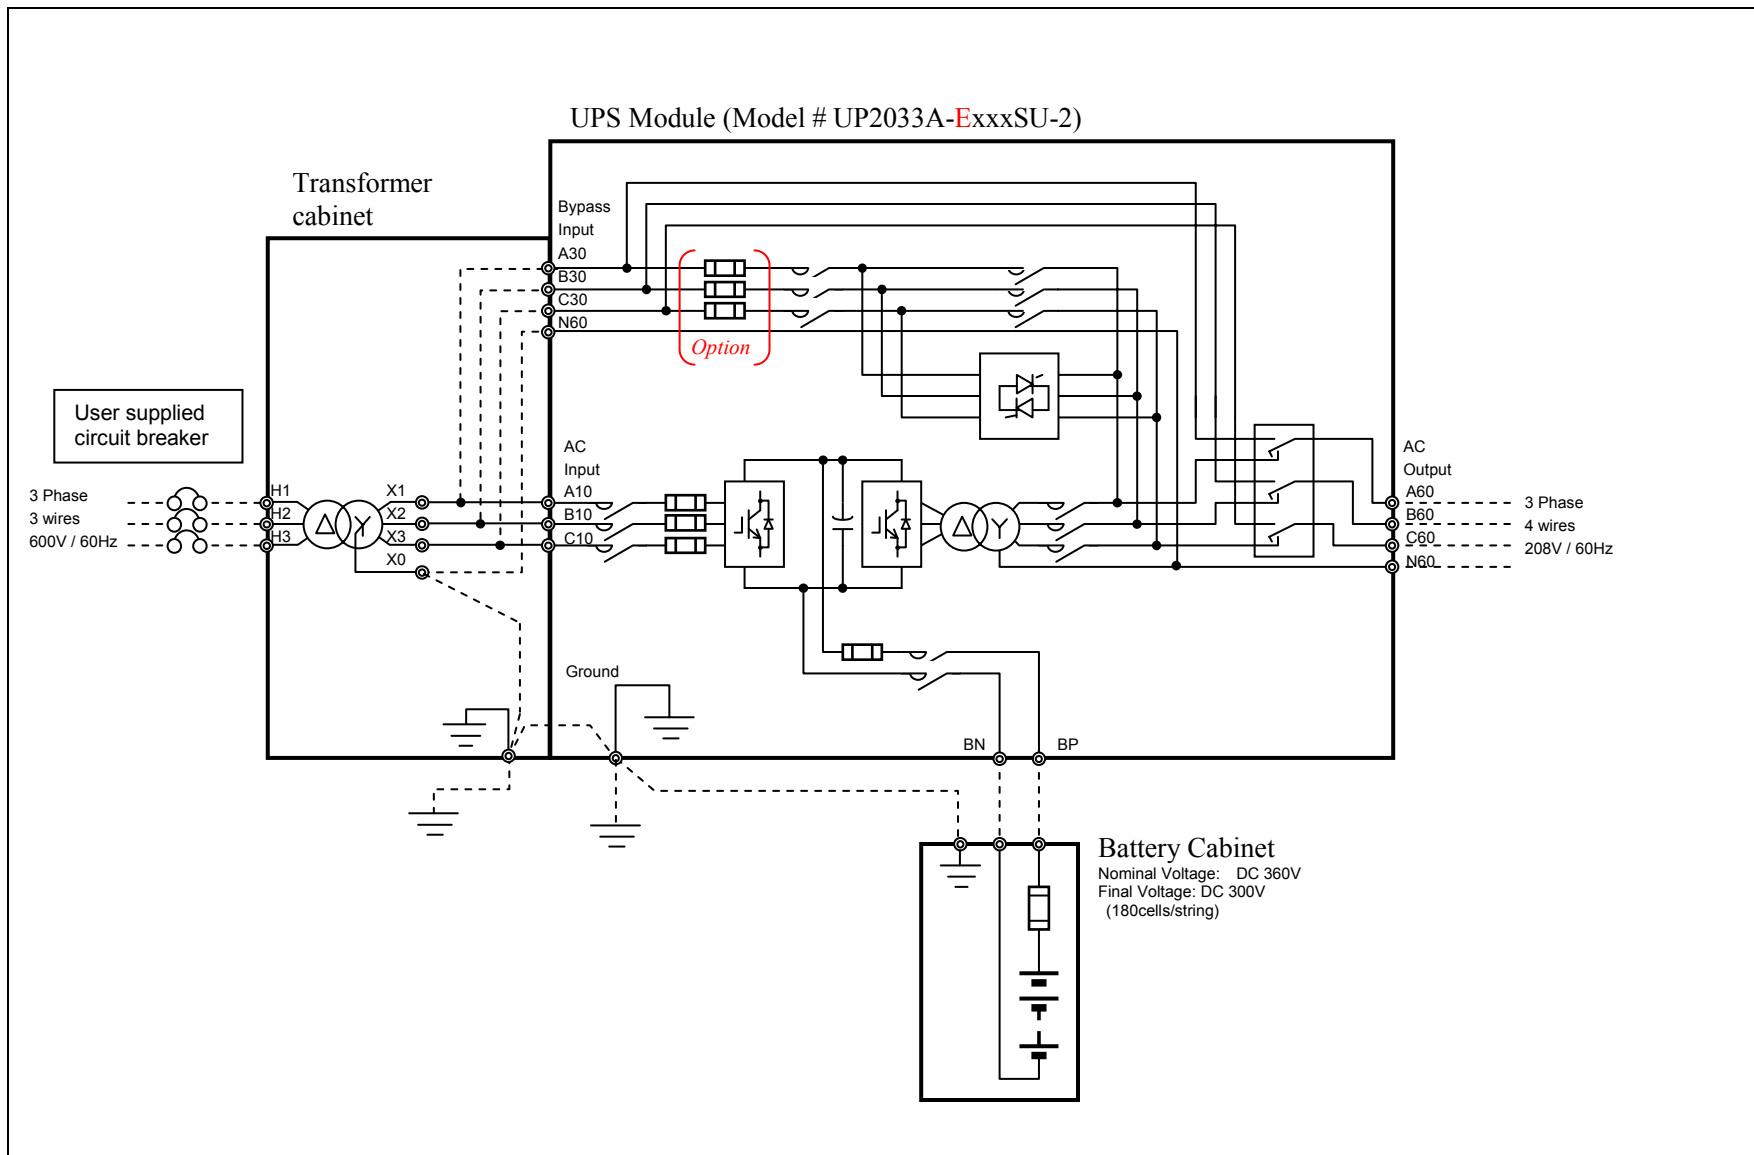 UPS Module (Model # UP2033A-ExxxSU-2)
Transformer
cabinet
Bypass
Input
A30
B30
C30
N60
Option
User supplied
circuit breaker
3 Phase
3 wires
600V / 60Hz
H1
H2
H3
X1
X2
X3
X0
AC
Input
A10
B10
C10
AC
Output
A60
B60
C60
N60
3 Phase
4 wires
208V / 60Hz
Ground
BN
BP
Battery Cabinet
Nominal Voltage: DC 360V
Final Voltage: DC 300V
(180cells/string)